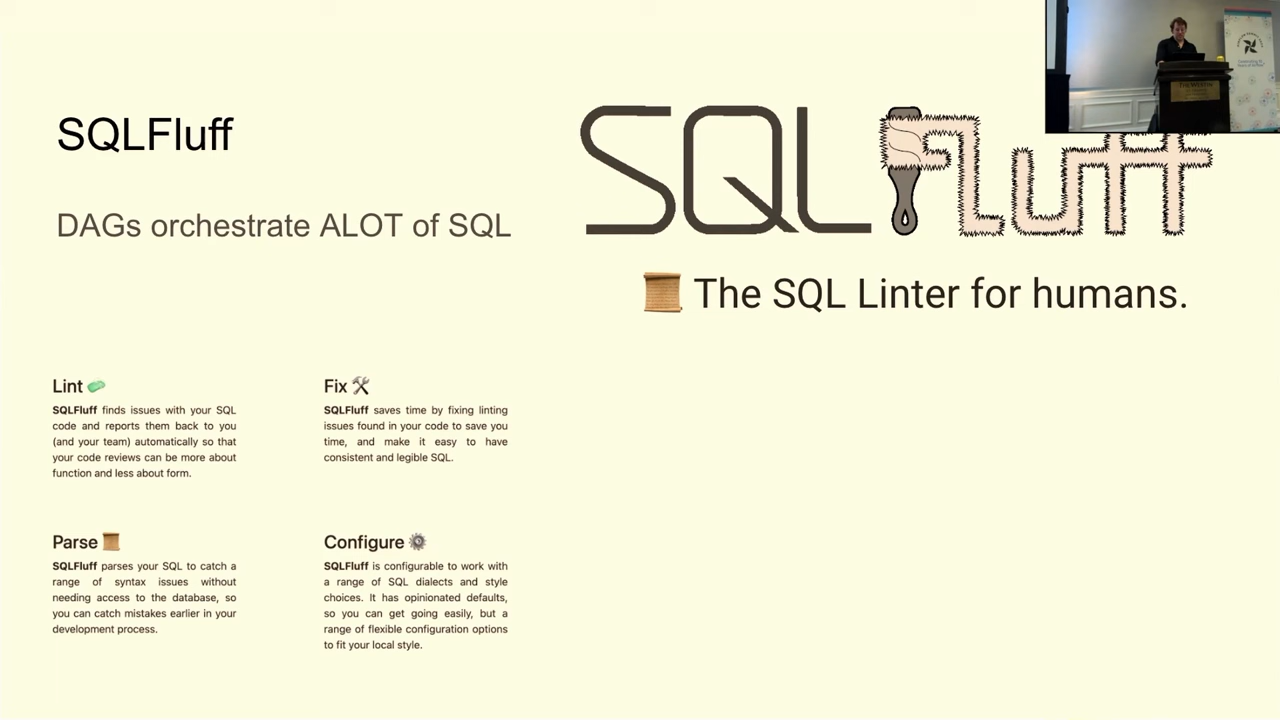 SQLFluff
DAGs orchestrate ALOT of SQL
SQLFluff
The SQL Linter for humans.
Lint
SQLFluff finds issues with your SQL
code and reports them back to you
(and your team) automatically so that
your code reviews can be more about
function and less about form.
Fix
SQLFluff saves time by fixing linting
issues found in your code to save you
time, and make it easy to have
consistent and legible SQL.
Parse
SQLFluff parses your SQL to catch a
range of syntax issues without
needing access to the database, so
you can catch mistakes earlier in your
development process.
Configure
SQLFluff is configurable to work with
a range of SQL dialects and style
choices. It has opinionated defaults,
so you can get going easily, but a
range of flexible configuration options
to fit your local style.
THE WESTIN